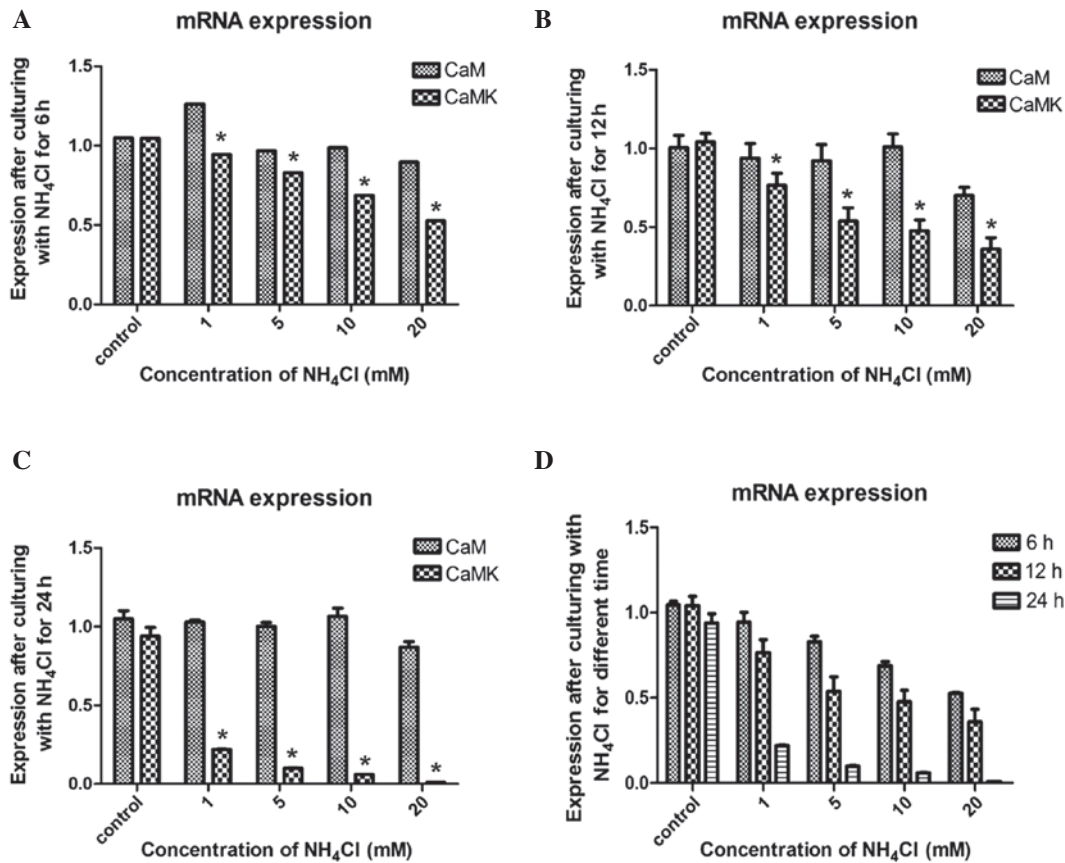 A
mRNA expression
Expression after culturing
with NH₄Cl for 6 h
1.5
1.0
0.5
0.0
CaM
CaMK
*
*
*
*
control
1
5
10
20
Concentration of NH₄Cl (mM)
B
mRNA expression
Expression after culturing
with NH₄Cl for 12h
1.5
1.0
0.5
0.0
CaM
CaMK
*
*
*
*
control
1
5
10
20
Concentration of NH₄Cl (mM)
C
mRNA expression
Expression after culturing
with NH₄Cl for 24 h
1.5
1.0
0.5
0.0
CaM
CaMK
*
*
*
*
control
1
5
10
20
Concentration of NH₄Cl (mM)
D
mRNA expression
Expression after culturing with
NH₄Cl for different time
1.5
1.0
0.5
0.0
6 h
12 h
24 h
control
1
5
10
20
Concentration of NH₄Cl (mM)